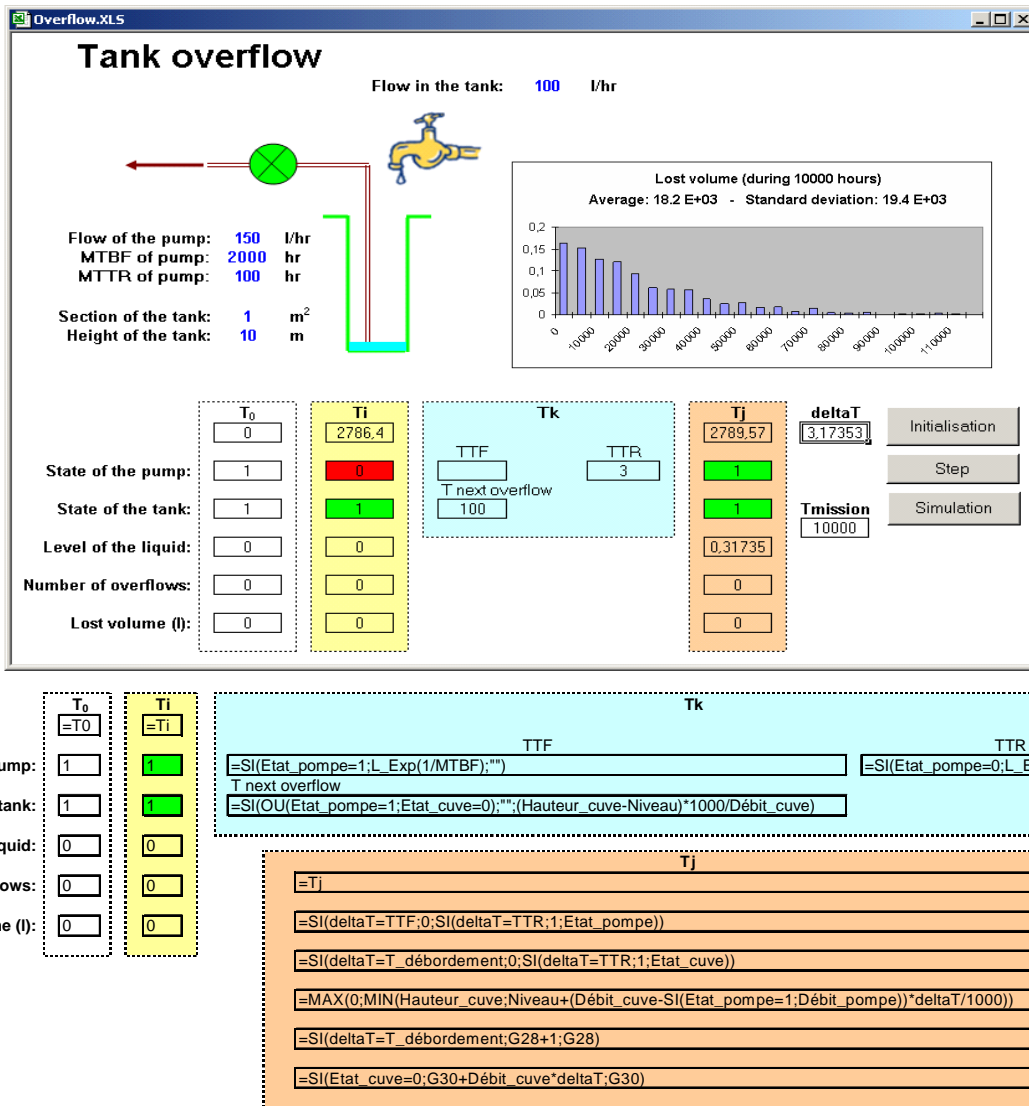 Overflow.XLS
Tank overflow
Flow in the tank: 100 l/hr
Lost volume (during 10000 hours)
Average: 18.2 E+03 - Standard deviation: 19.4 E+03
0,2
0,15
0,1
0,05
0
0 10000 20000 30000 40000 50000 60000 70000 80000 90000 100000 110000
Flow of the pump: 150 l/hr
MTBF of pump: 2000 hr
MTTR of pump: 100 hr
Section of the tank: 1 m²
Height of the tank: 10 m
T₀ Ti Tk Tj deltaT
0 2786,4 2789,57 3,17353 Initialisation
TTF TTR
State of the pump: 1 0 3 1 Step
T next overflow
State of the tank: 1 1 100 1 Tmission Simulation
10000
Level of the liquid: 0 0 0,31735
Number of overflows: 0 0 0
Lost volume (l): 0 0 0
T₀ Ti Tk
=T0 =Ti
TTF TTR
ump: 1 1 =SI(Etat_pompe=1;L_Exp(1/MTBF);"") =SI(Etat_pompe=0;L_E
T next overflow
tank: 1 1 =SI(OU(Etat_pompe=1;Etat_cuve=0);"";(Hauteur_cuve-Niveau)*1000/Débit_cuve)
quid: 0 0
Tj
ows: 0 0 =Tj
e (l): 0 0 =SI(deltaT=TTF;0;SI(deltaT=TTR;1;Etat_pompe))
=SI(deltaT=T_débordement;0;SI(deltaT=TTR;1;Etat_cuve))
=MAX(0;MIN(Hauteur_cuve;Niveau+(Débit_cuve-SI(Etat_pompe=1;Débit_pompe))*deltaT/1000))
=SI(deltaT=T_débordement;G28+1;G28)
=SI(Etat_cuve=0;G30+Débit_cuve*deltaT;G30)